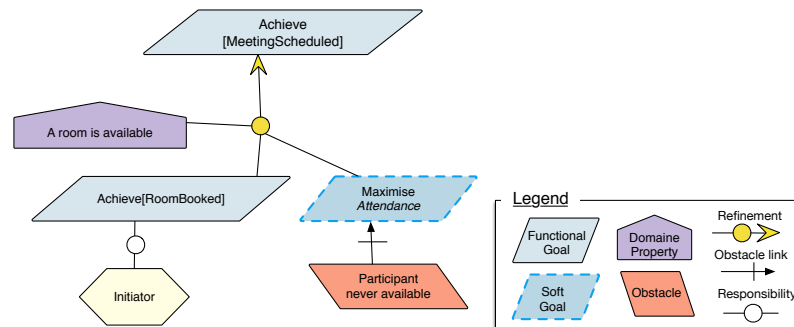 Achieve
[MeetingScheduled]
A room is available
Achieve[RoomBooked]
Maximise
Attendance
Initiator
Participant
never available
Legend
Functional
Goal
Domaine
Property
Refinement
Obstacle link
Soft
Goal
Obstacle
Responsibility